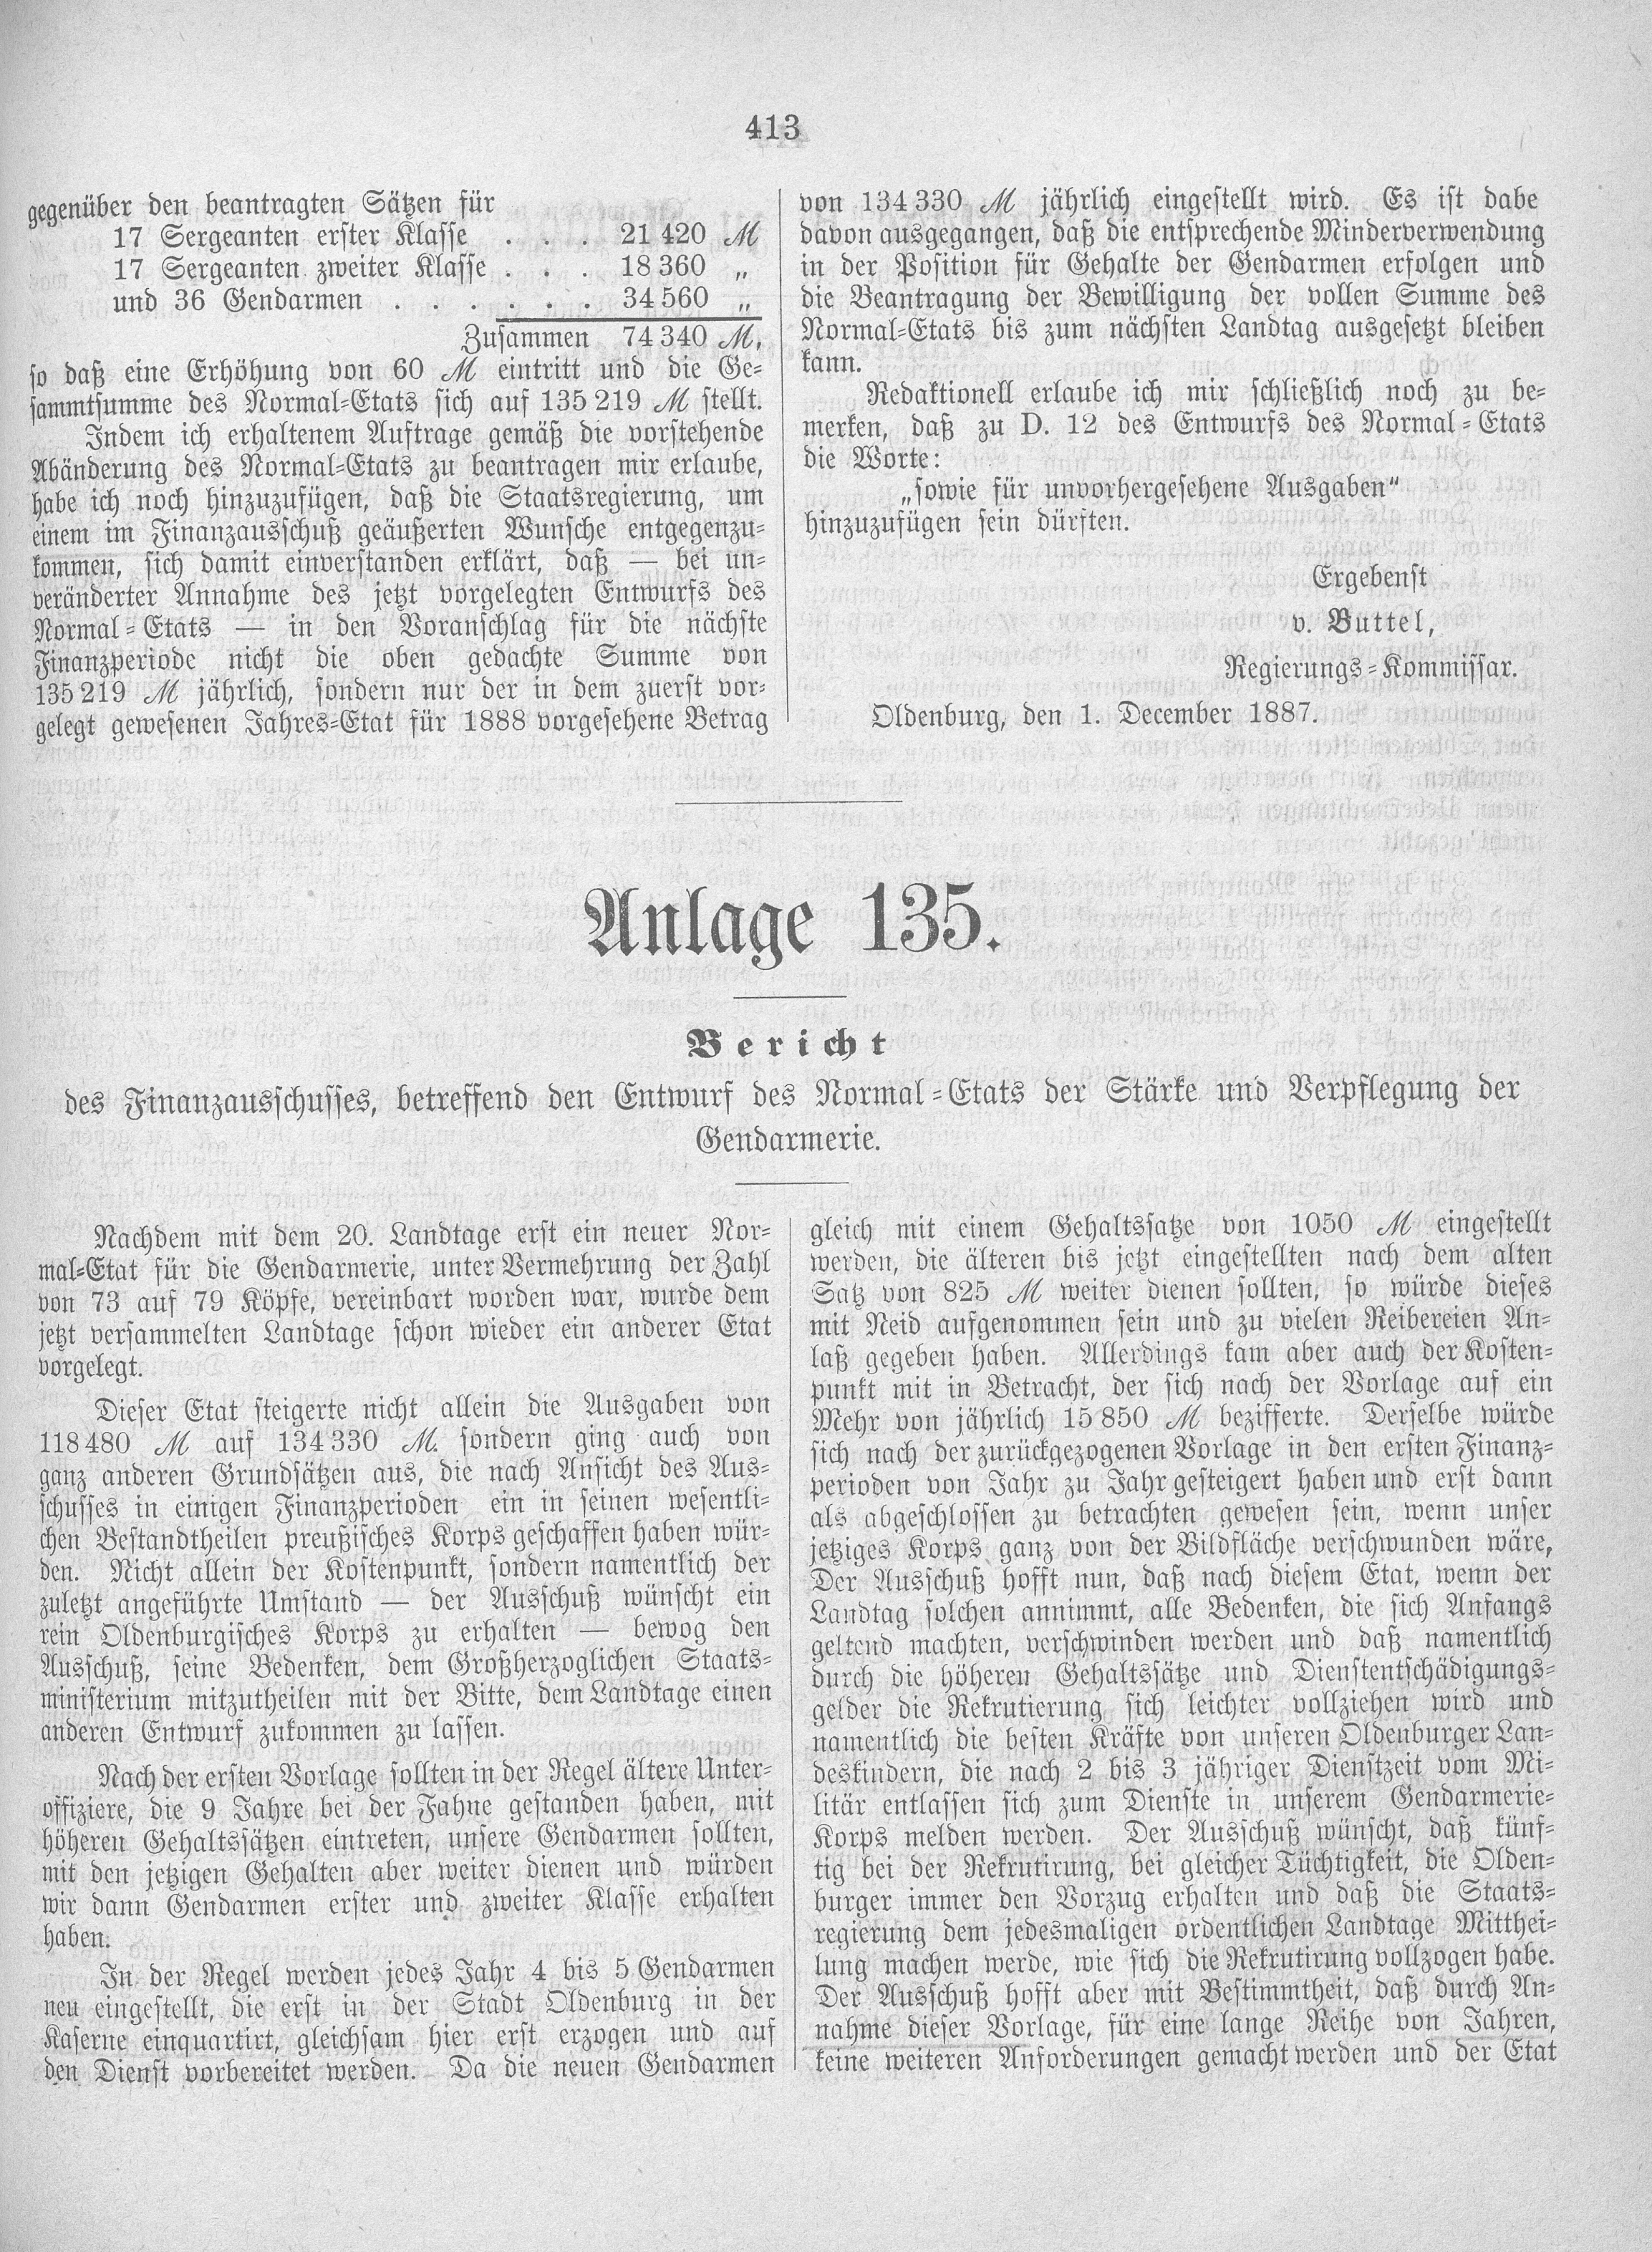 413
gegenüber den beantragten Sätzen für
17 Sergeanten erster Klasse . . . 21 420 M
17 Sergeanten zweiter Klasse . . . 18 360 „
und 36 Gendarmen . . . . . . 34 560 „
Zusammen 74 340 M,
so daß eine Erhöhung von 60 M eintritt und die Ge-
sammtsumme des Normal-Etats sich auf 135 219 M stellt.
Indem ich erhaltenem Auftrage gemäß die vorstehende
Abänderung des Normal-Etats zu beantragen mir erlaube,
habe ich noch hinzuzufügen, daß die Staatsregierung, um
einem im Finanzausschuß geäußerten Wunsche entgegenzu-
kommen, sich damit einverstanden erklärt, daß — bei un-
veränderter Annahme des jetzt vorgelegten Entwurfs des
Normal-Etats — in den Voranschlag für die nächste
Finanzperiode nicht die oben gedachte Summe von
135 219 M jährlich, sondern nur der in dem zuerst vor-
gelegt gewesenen Jahres-Etat für 1888 vorgesehene Betrag
von 134 330 M jährlich eingestellt wird. Es ist dabe
davon ausgegangen, daß die entsprechende Minderverwendung
in der Position für Gehalte der Gendarmen erfolgen und
die Beantragung der Bewilligung der vollen Summe des
Normal-Etats bis zum nächsten Landtag ausgesetzt bleiben
kann.
Redaktionell erlaube ich mir schließlich noch zu be-
merken, daß zu D. 12 des Entwurfs des Normal-Etats
die Worte:
„sowie für unvorhergesehene Ausgaben“
hinzuzufügen sein dürften.
Ergebenst
v. Buttel,
Regierungs-Kommissar.
Oldenburg, den 1. December 1887.
Anlage 135.
Bericht
des Finanzausschusses, betreffend den Entwurf des Normal-Etats der Stärke und Verpflegung der
Gendarmerie.
Nachdem mit dem 20. Landtage erst ein neuer Nor-
mal-Etat für die Gendarmerie, unter Vermehrung der Zahl
von 73 auf 79 Köpfe, vereinbart worden war, wurde dem
jetzt versammelten Landtage schon wieder ein anderer Etat
vorgelegt.
Dieser Etat steigerte nicht allein die Ausgaben von
118 480 M auf 134 330 M. sondern ging auch von
ganz anderen Grundsätzen aus, die nach Ansicht des Aus-
schusses in einigen Finanzperioden ein in seinen wesentli-
chen Bestandtheilen preußisches Korps geschaffen haben wür-
den. Nicht allein der Kostenpunkt, sondern namentlich der
zuletzt angeführte Umstand — der Ausschuß wünscht ein
rein Oldenburgisches Korps zu erhalten — bewog den
Ausschuß, seine Bedenken, dem Großherzoglichen Staats-
ministerium mitzutheilen mit der Bitte, dem Landtage einen
anderen Entwurf zukommen zu lassen.
Nach der ersten Vorlage sollten in der Regel ältere Unter-
offiziere, die 9 Jahre bei der Fahne gestanden haben, mit
höheren Gehaltssätzen eintreten, unsere Gendarmen sollten,
mit den jetzigen Gehalten aber weiter dienen und würden
wir dann Gendarmen erster und zweiter Klasse erhalten
haben.
In der Regel werden jedes Jahr 4 bis 5 Gendarmen
neu eingestellt, die erst in der Stadt Oldenburg in der
Kaserne einquartirt, gleichsam hier erst erzogen und auf
den Dienst vorbereitet werden. Da die neuen Gendarmen
gleich mit einem Gehaltssatze von 1050 M eingestellt
werden, die älteren bis jetzt eingestellten nach dem alten
Satz von 825 M weiter dienen sollten, so würde dieses
mit Neid aufgenommen sein und zu vielen Reibereien An-
laß gegeben haben. Allerdings kam aber auch der Kosten-
punkt mit in Betracht, der sich nach der Vorlage auf ein
Mehr von jährlich 15 850 M bezifferte. Derselbe würde
sich nach der zurückgezogenen Vorlage in den ersten Finanz-
perioden von Jahr zu Jahr gesteigert haben und erst dann
als abgeschlossen zu betrachten gewesen sein, wenn unser
jetziges Korps ganz von der Bildfläche verschwunden wäre,
Der Ausschuß hofft nun, daß nach diesem Etat, wenn der
Landtag solchen annimmt, alle Bedenken, die sich Anfangs
geltend machten, verschwinden werden und daß namentlich
durch die höheren Gehaltssätze und Dienstentschädigungs-
gelder die Rekrutierung sich leichter vollziehen wird und
namentlich die besten Kräfte von unseren Oldenburger Lan-
deskindern, die nach 2 bis 3 jähriger Dienstzeit vom Mi-
litär entlassen sich zum Dienste in unserem Gendarmerie-
Korps melden werden. Der Ausschuß wünscht, daß künf-
tig bei der Rekrutirung, bei gleicher Tüchtigkeit, die Olden-
burger immer den Vorzug erhalten und daß die Staats-
regierung dem jedesmaligen ordentlichen Landtage Mitthei-
lung machen werde, wie sich die Rekrutirung vollzogen habe.
Der Ausschuß hofft aber mit Bestimmtheit, daß durch An-
nahme dieser Vorlage, für eine lange Reihe von Jahren,
keine weiteren Anforderungen gemacht werden und der Etat